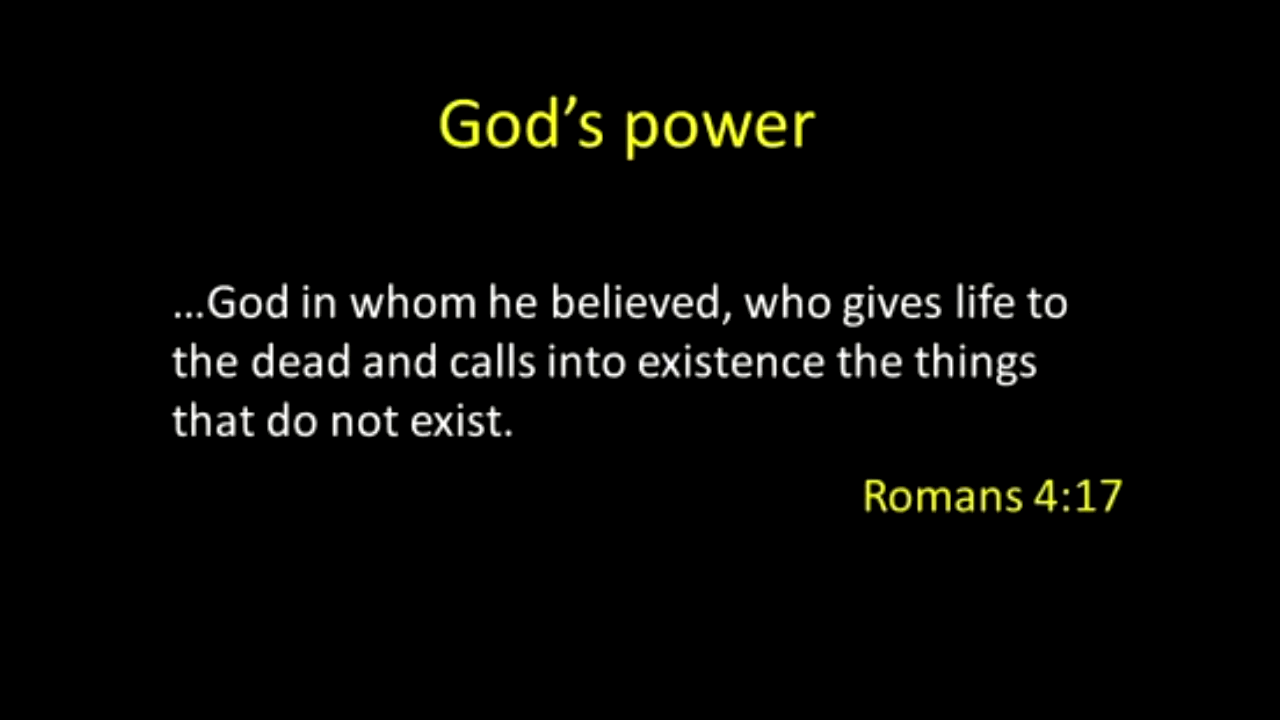 God’s power
...God in whom he believed, who gives life to
the dead and calls into existence the things
that do not exist.
Romans 4:17